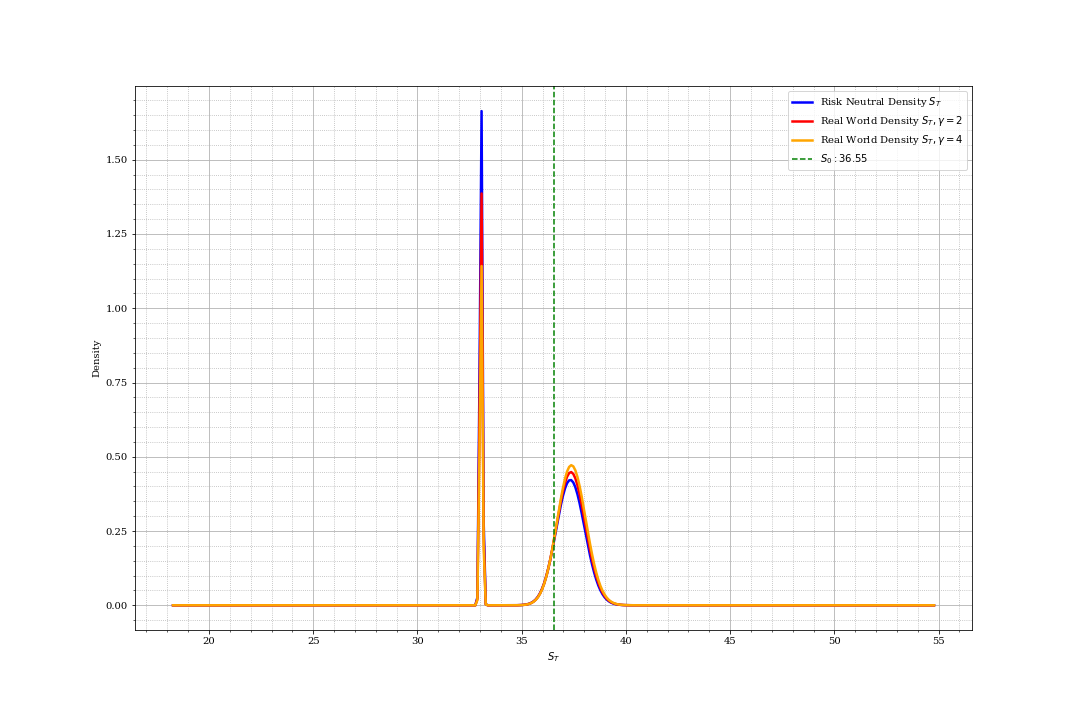 Risk Neutral Density $S_T$
Real World Density $S_T, γ = 2$
Real World Density $S_T, γ = 4$
$S_0 : 36.55$
1.50
1.25
1.00
0.75
0.50
0.25
0.00
Density
20 25 30 35 40 45 50 55
$S_T$